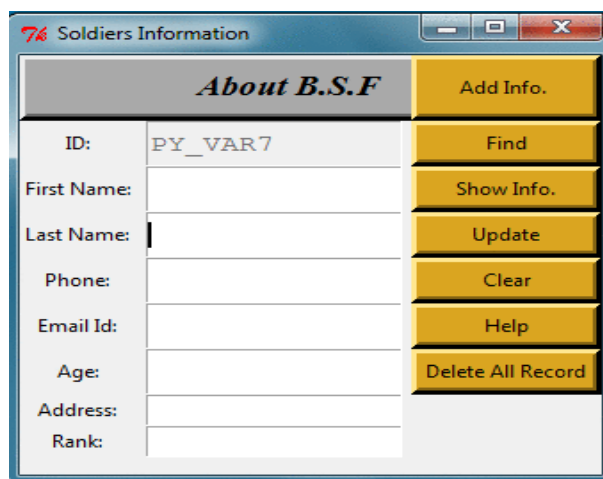 Soldiers Information
About B.S.F Add Info.
ID: PY_VAR7 Find
First Name: Show Info.
Last Name: Update
Phone: Clear
Email Id: Help
Age: Delete All Record
Address:
Rank: